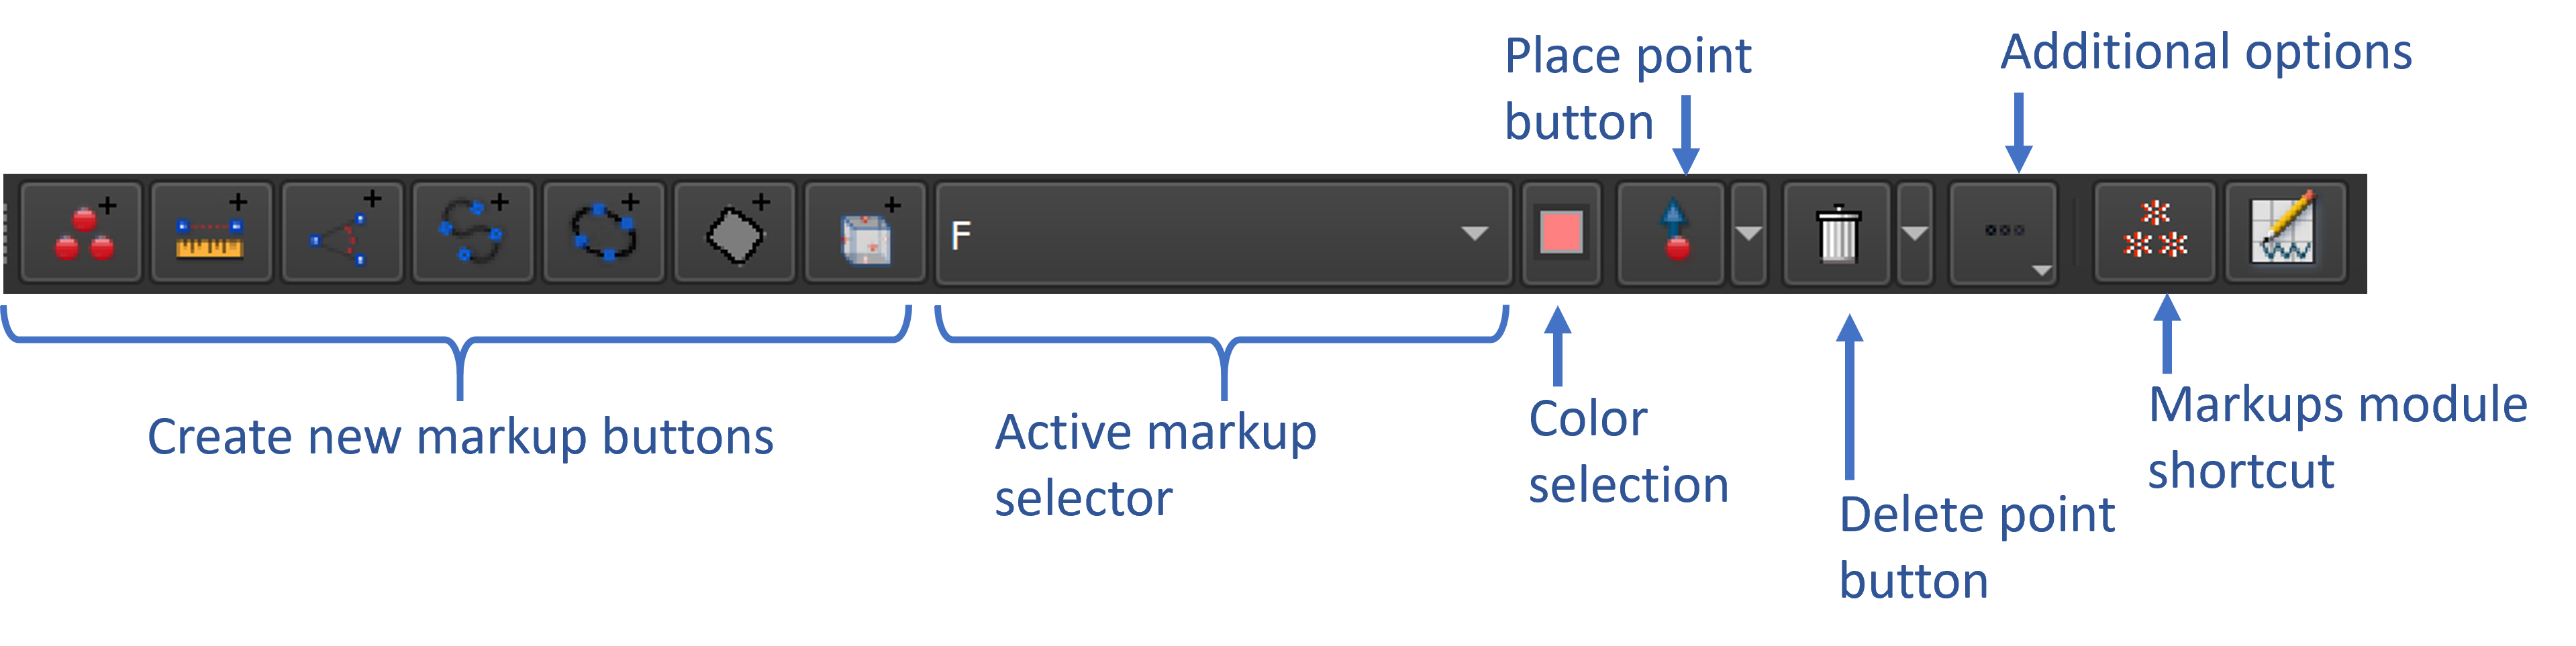 Place point
button
Additional options
F
Create new markup buttons
Active markup
selector
Color
selection
Delete point
button
Markups module
shortcut